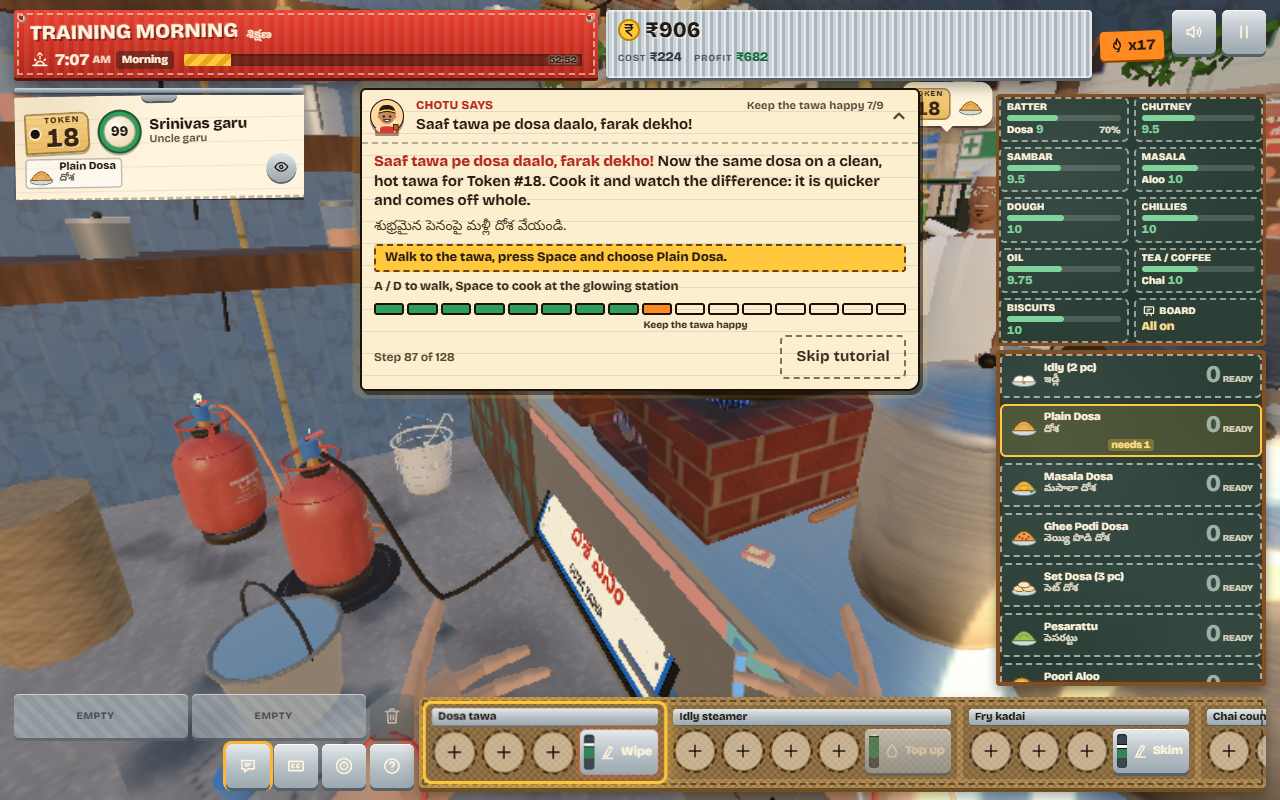 TRAINING MORNING శిక్షణ
7:07 AM Morning 52:52
₹906
COST ₹224 PROFIT ₹682
x17
TOKEN
18
99
Srinivas garu
Uncle garu
Plain Dosa
దోశ
CHOTU SAYS
Keep the tawa happy 7/9
Saaf tawa pe dosa daalo, farak dekho!
Saaf tawa pe dosa daalo, farak dekho! Now the same dosa on a clean,
hot tawa for Token #18. Cook it and watch the difference: it is quicker
and comes off whole.
శుభ్రమైన పెనంపై మళ్లీ దోశ వేయండి.
Walk to the tawa, press Space and choose Plain Dosa.
A / D to walk, Space to cook at the glowing station
Keep the tawa happy
Step 87 of 128
Skip tutorial
18
BATTER
Dosa 9 70%
CHUTNEY
9.5
SAMBAR
9.5
MASALA
Aloo 10
DOUGH
10
CHILLIES
10
OIL
9.75
TEA / COFFEE
Chai 10
BISCUITS
10
BOARD
All on
Idly (2 pc)
ఇడ్లీ
0 READY
Plain Dosa
దోశ
0 READY
needs 1
Masala Dosa
మసాలా దోశ
0 READY
Ghee Podi Dosa
నెయ్యి పొడి దోశ
0 READY
Set Dosa (3 pc)
సెట్ దోశ
0 READY
Pesarattu
పెసరట్టు
0 READY
Poori Aloo
దోశ పెనం
DOSA TAWA
EMPTY
EMPTY
Dosa tawa
Wipe
Idly steamer
Top up
Fry kadai
Skim
Chai coun